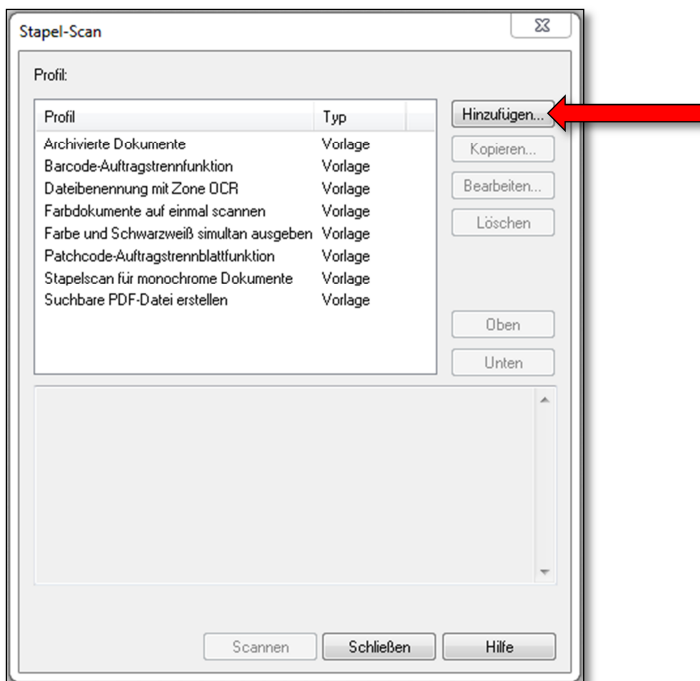 Stapel-Scan
Profil:
Profil Typ
Archivierte Dokumente Vorlage
Barcode-Auftragstrennfunktion Vorlage
Dateibenennung mit Zone OCR Vorlage
Farbdokumente auf einmal scannen Vorlage
Farbe und Schwarzweiß simultan ausgeben Vorlage
Patchcode-Auftragstrennblattfunktion Vorlage
Stapelscan für monochrome Dokumente Vorlage
Suchbare PDF-Datei erstellen Vorlage
Hinzufügen...
Kopieren...
Bearbeiten...
Löschen
Oben
Unten
Scannen Schließen Hilfe